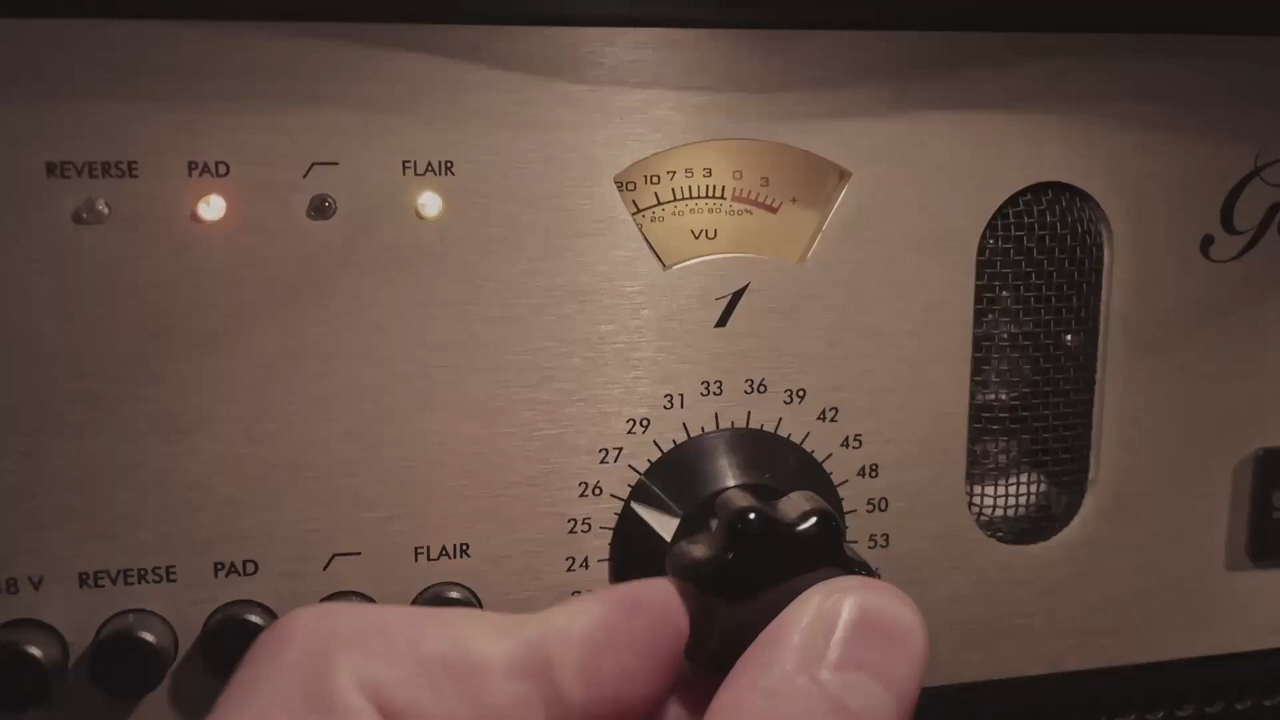 REVERSE PAD FLAIR
20 10 7 5 3 0 3 +
20 40 60 80 100%
VU
1
24 25 26 27 29 31 33 36 39 42 45 48 50 53
8 V REVERSE PAD FLAIR